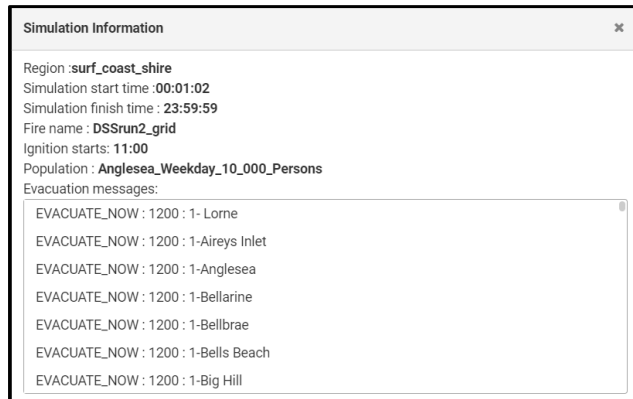 Simulation Information
Region :surf_coast_shire
Simulation start time :00:01:02
Simulation finish time : 23:59:59
Fire name : DSSrun2_grid
Ignition starts: 11:00
Population : Anglesea_Weekday_10_000_Persons
Evacuation messages:
EVACUATE_NOW : 1200 : 1- Lorne
EVACUATE_NOW : 1200 : 1-Aireys Inlet
EVACUATE_NOW : 1200 : 1-Anglesea
EVACUATE_NOW : 1200 : 1-Bellarine
EVACUATE_NOW : 1200 : 1-Bellbrae
EVACUATE_NOW : 1200 : 1-Bells Beach
EVACUATE_NOW : 1200 : 1-Big Hill